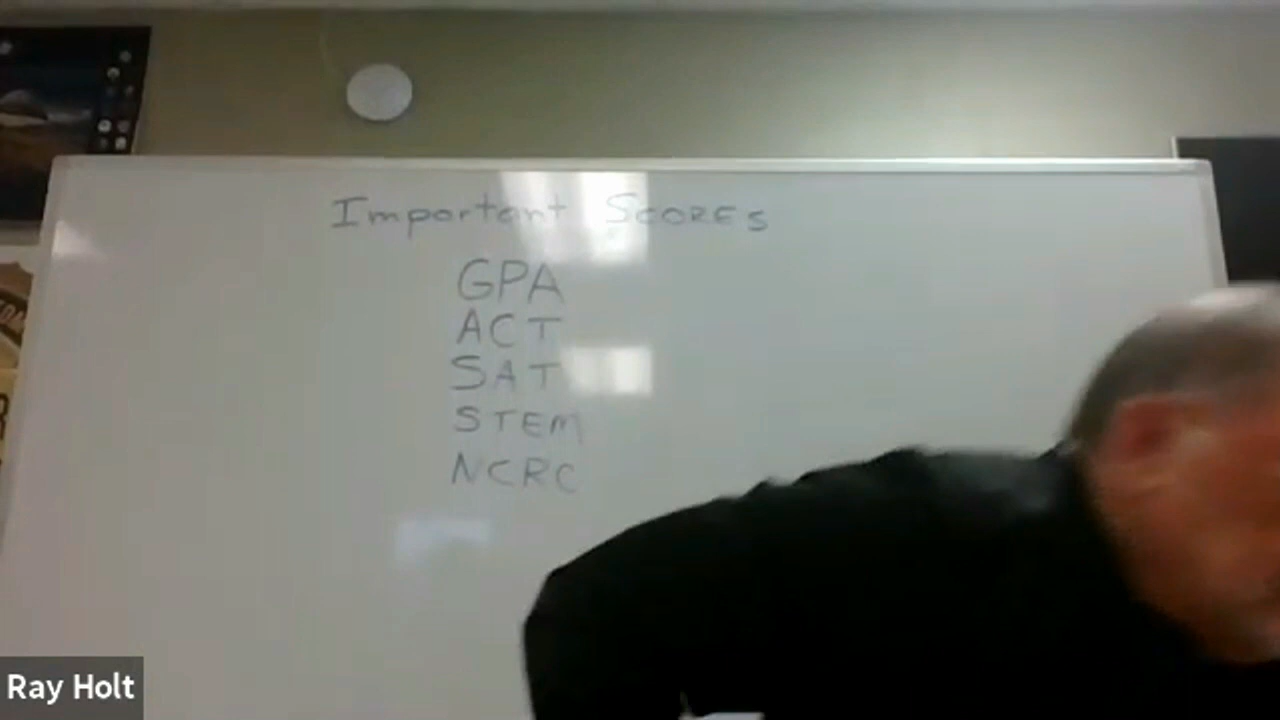 Important Scores
GPA
ACT
SAT
STEM
NCRC
Ray Holt